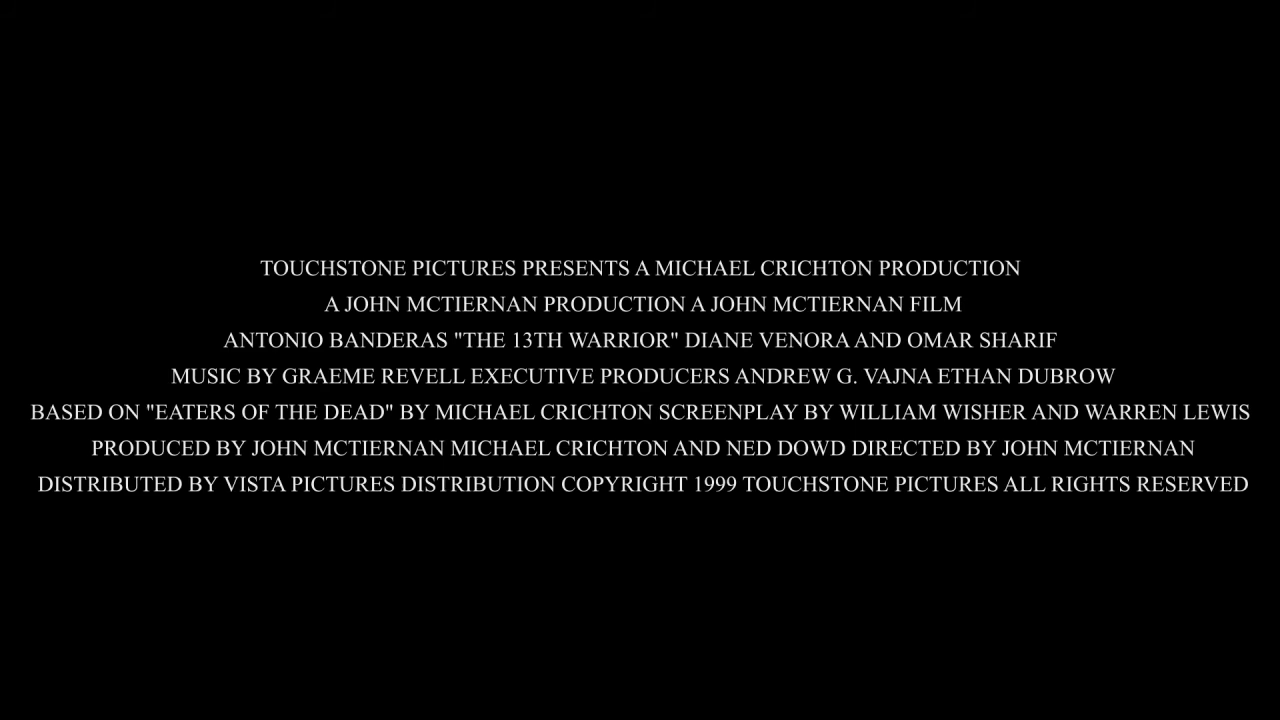 TOUCHSTONE PICTURES PRESENTS A MICHAEL CRICHTON PRODUCTION
A JOHN MCTIERNAN PRODUCTION A JOHN MCTIERNAN FILM
ANTONIO BANDERAS "THE 13TH WARRIOR" DIANE VENORA AND OMAR SHARIF
MUSIC BY GRAEME REVELL EXECUTIVE PRODUCERS ANDREW G. VAJNA ETHAN DUBROW
BASED ON "EATERS OF THE DEAD" BY MICHAEL CRICHTON SCREENPLAY BY WILLIAM WISHER AND WARREN LEWIS
PRODUCED BY JOHN MCTIERNAN MICHAEL CRICHTON AND NED DOWD DIRECTED BY JOHN MCTIERNAN
DISTRIBUTED BY VISTA PICTURES DISTRIBUTION COPYRIGHT 1999 TOUCHSTONE PICTURES ALL RIGHTS RESERVED